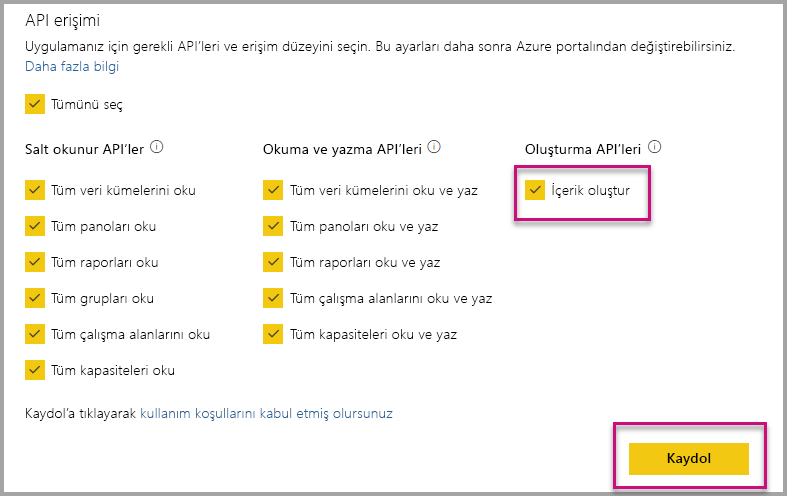 API erişimi
Uygulamanız için gerekli API'leri ve erişim düzeyini seçin. Bu ayarları daha sonra Azure portalından değiştirebilirsiniz.
Daha fazla bilgi
Tümünü seç
Salt okunur API'ler
Tüm veri kümelerini oku
Tüm panoları oku
Tüm raporları oku
Tüm grupları oku
Tüm çalışma alanlarını oku
Tüm kapasiteleri oku
Okuma ve yazma API'leri
Tüm veri kümelerini oku ve yaz
Tüm panoları oku ve yaz
Tüm raporları oku ve yaz
Tüm çalışma alanlarını oku ve yaz
Tüm kapasiteleri oku ve yaz
Oluşturma API'leri
İçerik oluştur
Kaydol'a tıklayarak kullanım koşullarını kabul etmiş olursunuz
Kaydol